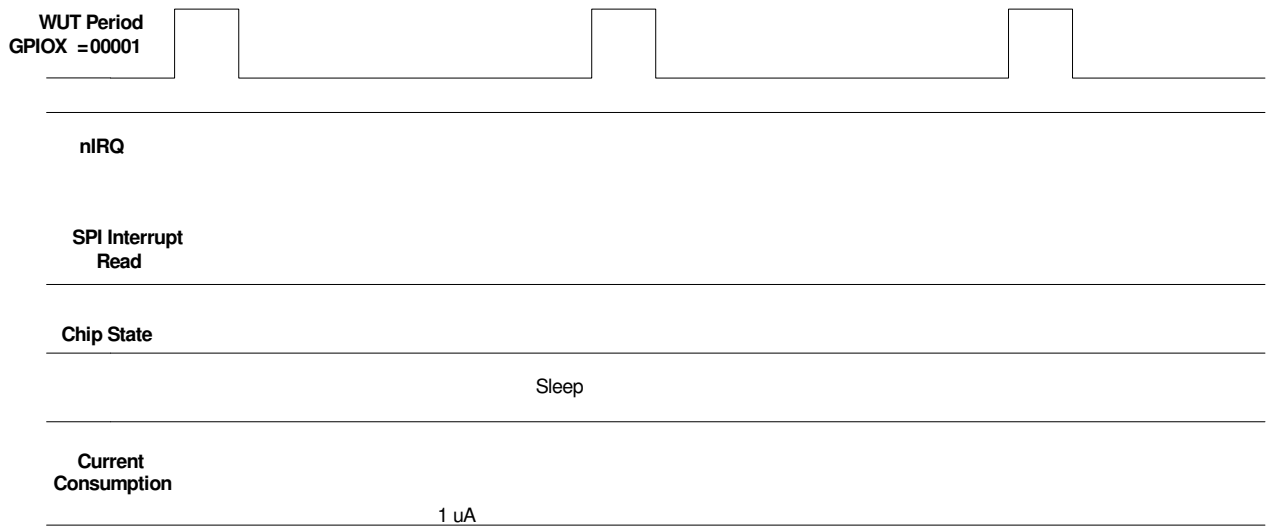 WUT Period
GPIOX =00001
nIRQ
SPI Interrupt
Read
Chip State
Sleep
Current
Consumption
1 uA